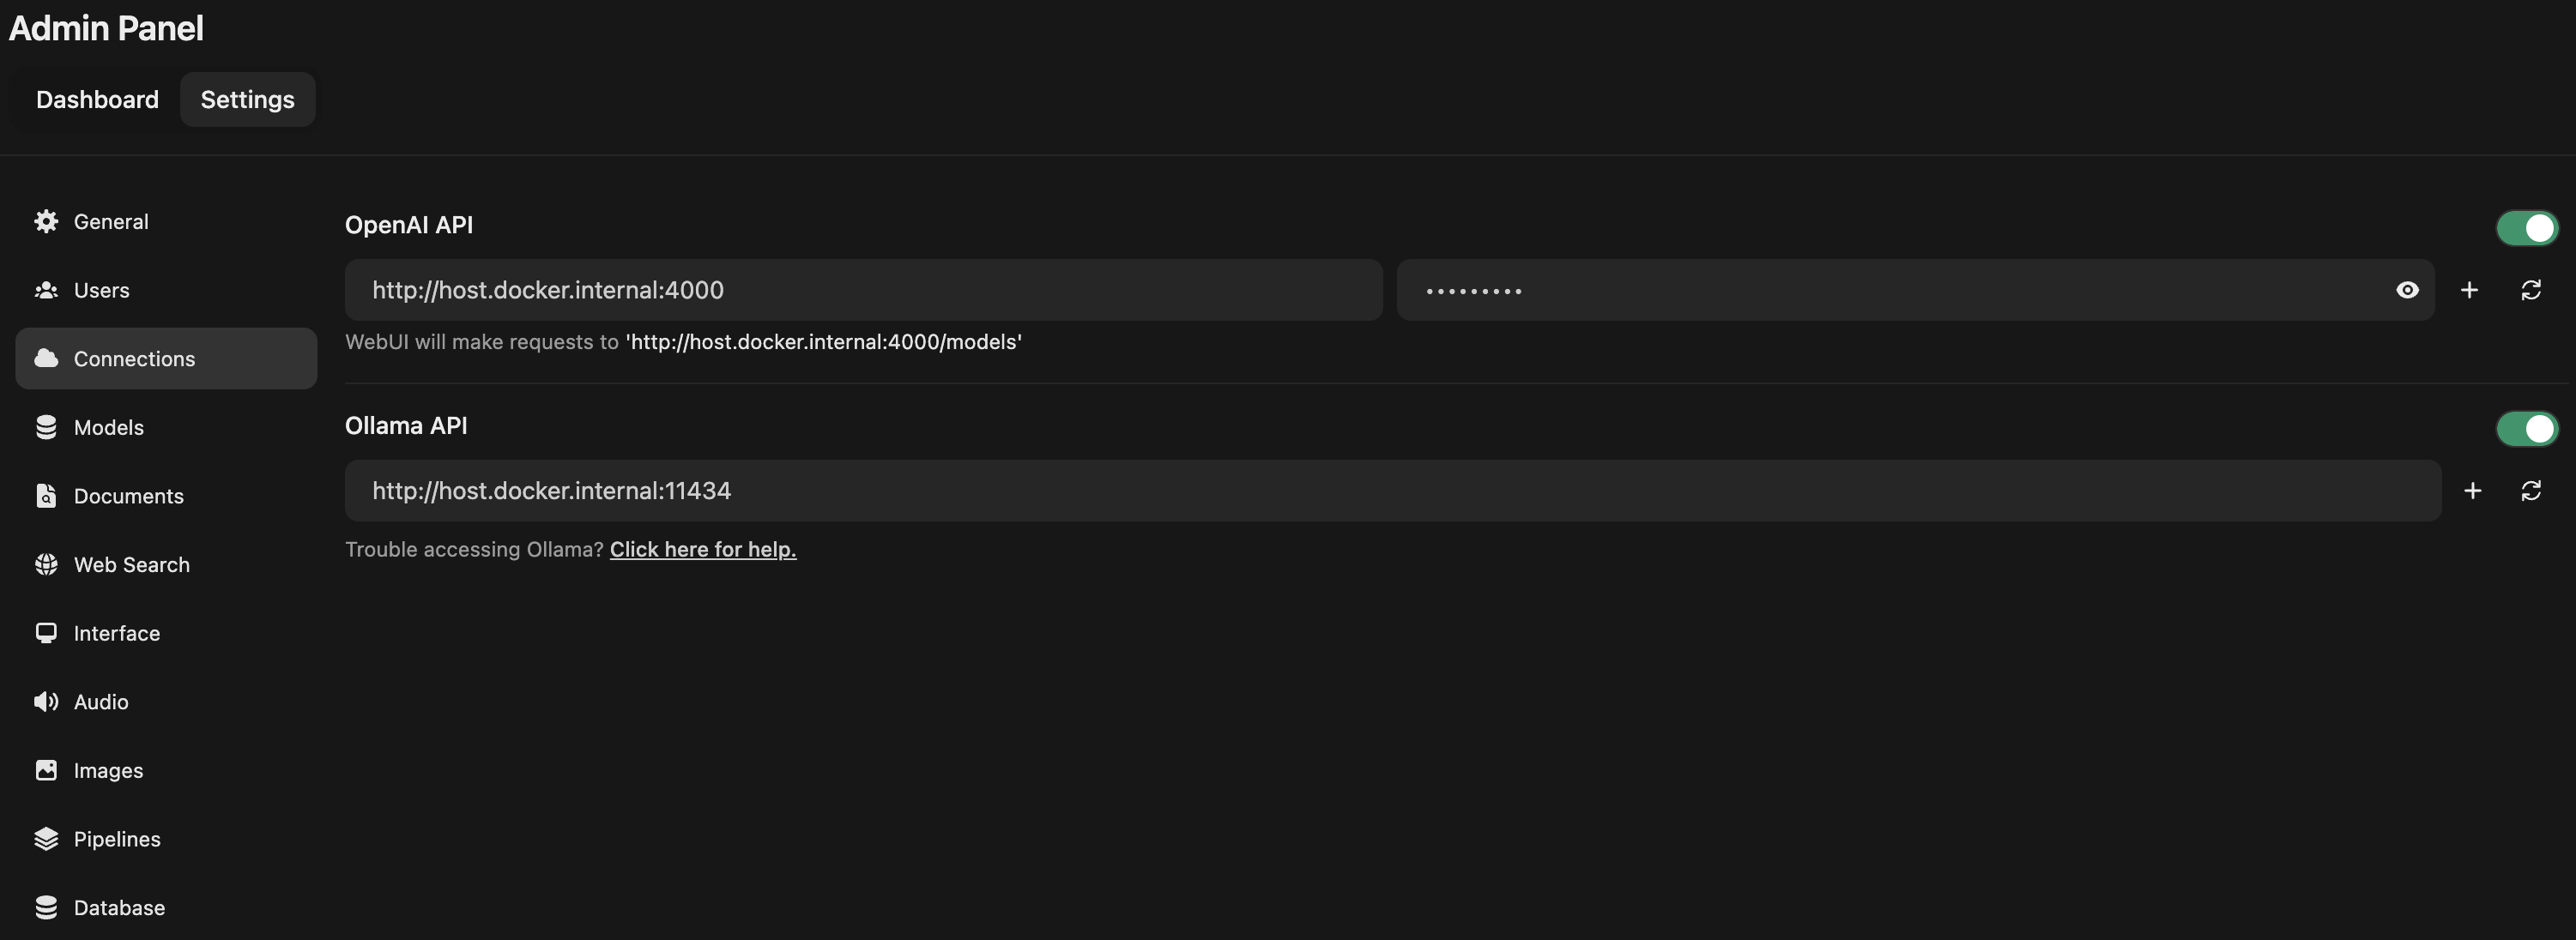 Admin Panel
Dashboard
Settings
General
Users
Connections
Models
Documents
Web Search
Interface
Audio
Images
Pipelines
Database
OpenAI API
http://host.docker.internal:4000
•••••••••
WebUI will make requests to 'http://host.docker.internal:4000/models'
Ollama API
http://host.docker.internal:11434
Trouble accessing Ollama? Click here for help.